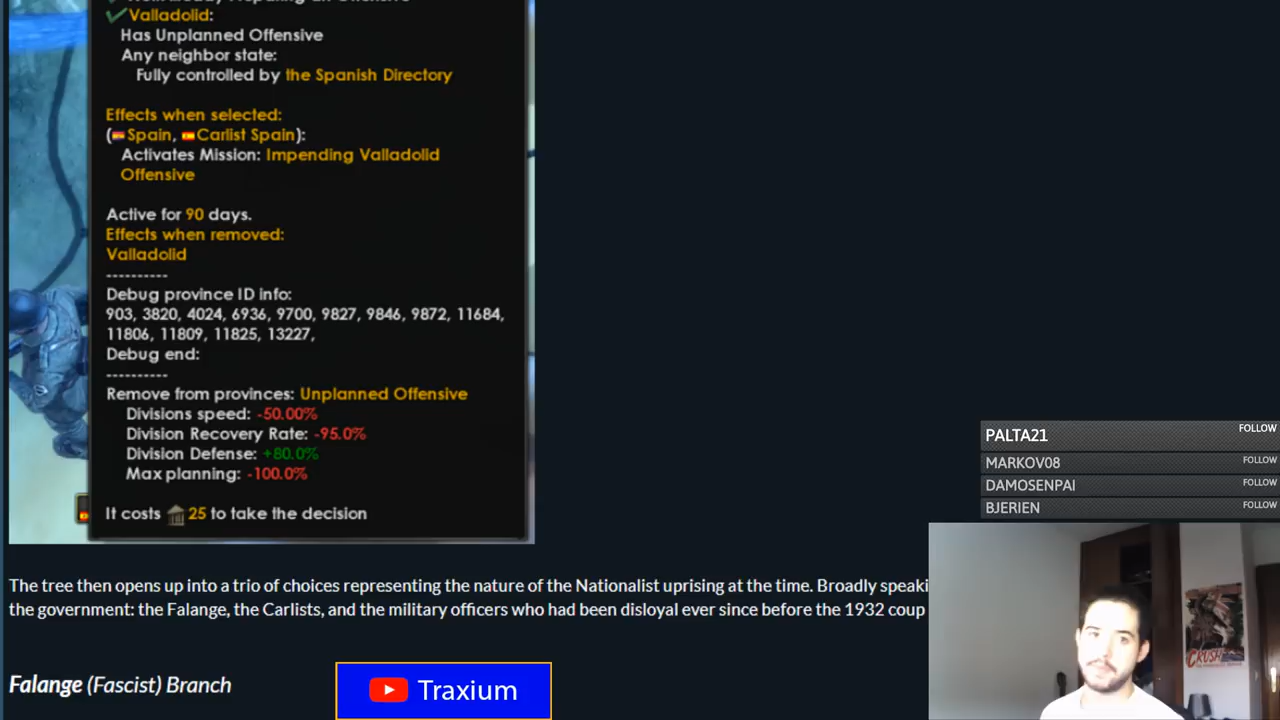 Valladolid:
Has Unplanned Offensive
Any neighbor state:
Fully controlled by the Spanish Directory
Effects when selected:
(Spain, Carlist Spain):
Activates Mission: Impending Valladolid
Offensive
Active for 90 days.
Effects when removed:
Valladolid
----------
Debug province ID info:
903, 3820, 4024, 6936, 9700, 9827, 9846, 9872, 11684,
11806, 11809, 11825, 13227,
Debug end:
----------
Remove from provinces: Unplanned Offensive
Divisions speed: -50.00%
Division Recovery Rate: -95.0%
Division Defense: +80.0%
Max planning: -100.0%
It costs 25 to take the decision
PALTA21 FOLLOW
MARKOV08 FOLLOW
DAMOSENPAI FOLLOW
BJERIEN FOLLOW
The tree then opens up into a trio of choices representing the nature of the Nationalist uprising at the time. Broadly speaki
the government: the Falange, the Carlists, and the military officers who had been disloyal ever since before the 1932 coup
Falange (Fascist) Branch
Traxium
CRUSH